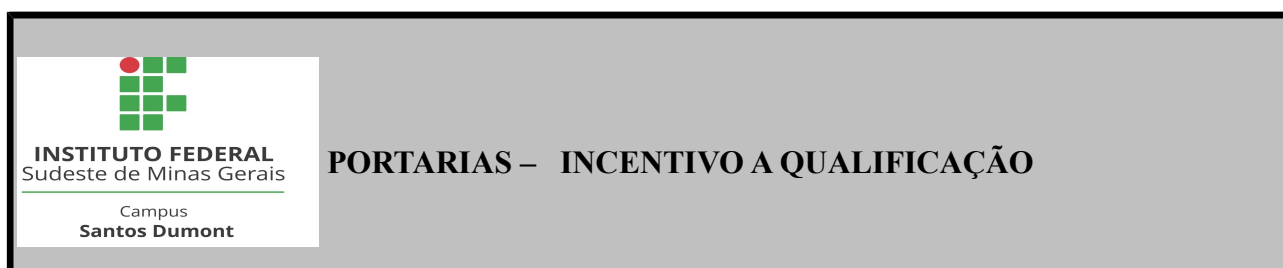 INSTITUTO FEDERAL
Sudeste de Minas Gerais
Campus
Santos Dumont
PORTARIAS – INCENTIVO A QUALIFICAÇÃO